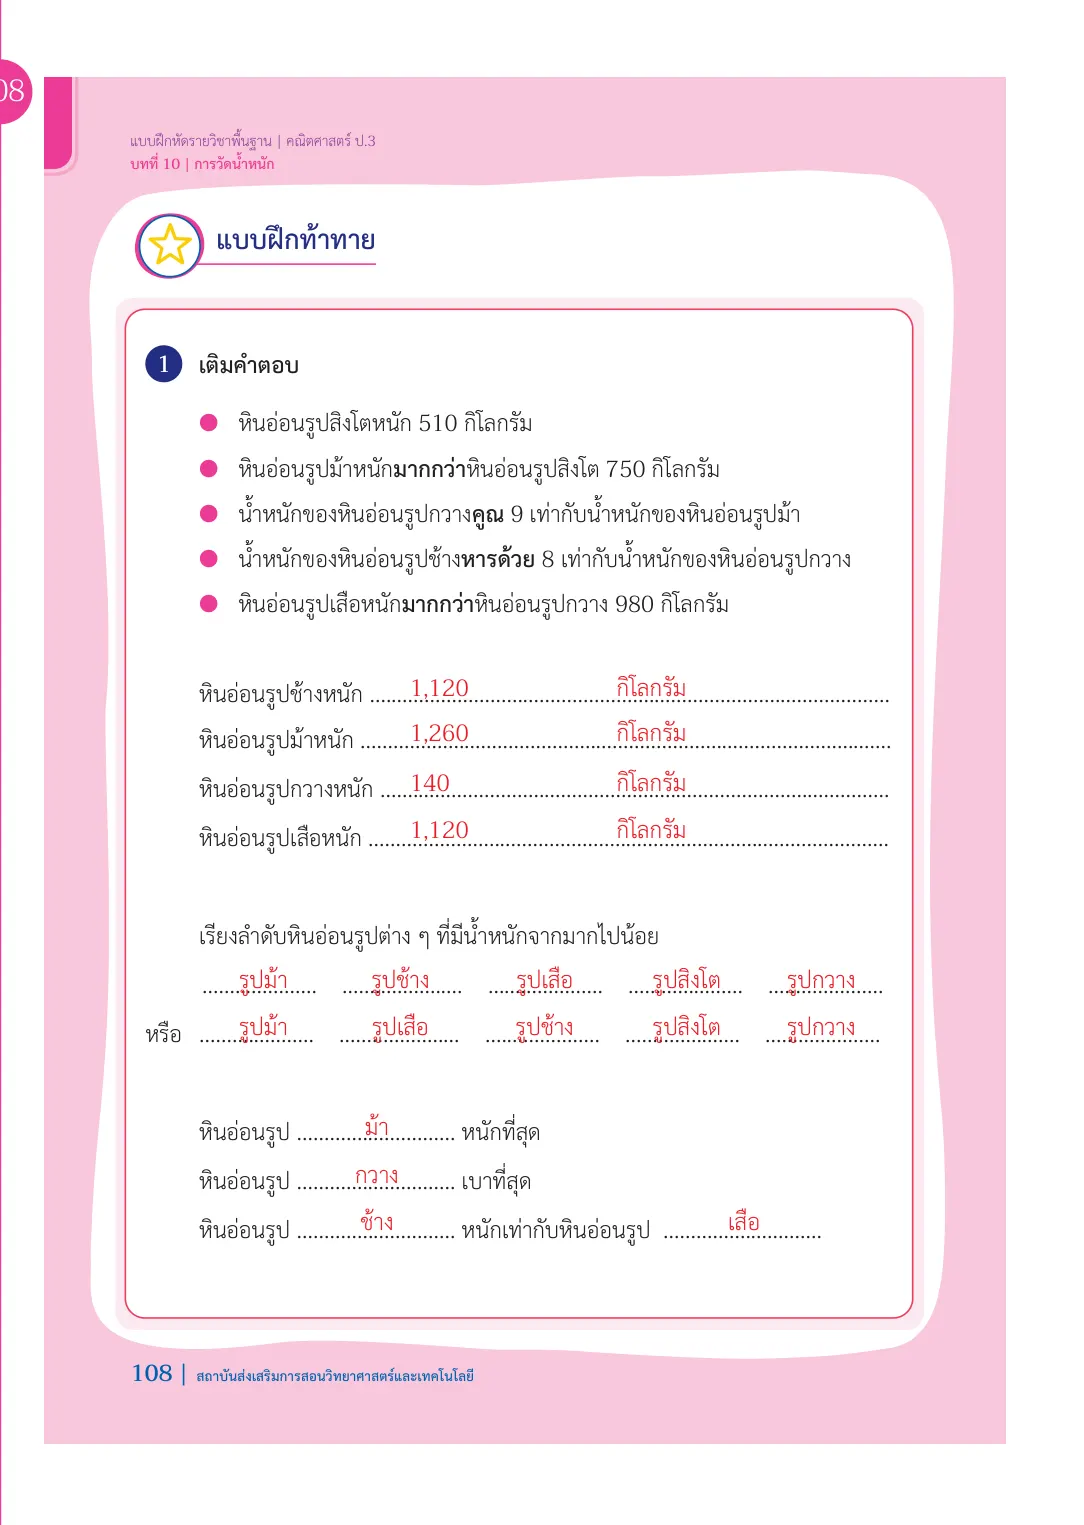 08
แบบฝึกหัดรายวิชาพื้นฐาน | คณิตศาสตร์ ป.3
บทที่ 10 | การวัดน้ำหนัก
แบบฝึกท้าทาย
1 เติมคำตอบ
● หินอ่อนรูปสิงโตหนัก 510 กิโลกรัม
● หินอ่อนรูปม้าหนักมากกว่าหินอ่อนรูปสิงโต 750 กิโลกรัม
● น้ำหนักของหินอ่อนรูปกวางคูณ 9 เท่ากับน้ำหนักของหินอ่อนรูปม้า
● น้ำหนักของหินอ่อนรูปช้างหารด้วย 8 เท่ากับน้ำหนักของหินอ่อนรูปกวาง
● หินอ่อนรูปเสือหนักมากกว่าหินอ่อนรูปกวาง 980 กิโลกรัม
หินอ่อนรูปช้างหนัก 1,120 กิโลกรัม
หินอ่อนรูปม้าหนัก 1,260 กิโลกรัม
หินอ่อนรูปกวางหนัก 140 กิโลกรัม
หินอ่อนรูปเสือหนัก 1,120 กิโลกรัม
เรียงลำดับหินอ่อนรูปต่าง ๆ ที่มีน้ำหนักจากมากไปน้อย
รูปม้า รูปช้าง รูปเสือ รูปสิงโต รูปกวาง
หรือ รูปม้า รูปเสือ รูปช้าง รูปสิงโต รูปกวาง
หินอ่อนรูป ม้า หนักที่สุด
หินอ่อนรูป กวาง เบาที่สุด
หินอ่อนรูป ช้าง หนักเท่ากับหินอ่อนรูป เสือ
108 | สถาบันส่งเสริมการสอนวิทยาศาสตร์และเทคโนโลยี